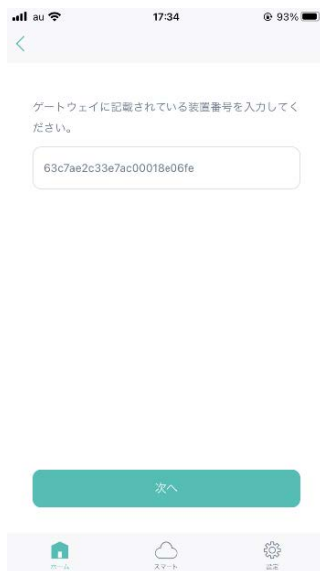 au 17:34 93%
ゲートウェイに記載されている装置番号を入力してく
ださい。
63c7ae2c33e7ac00018e06fe
次へ
ホーム スマート 設定